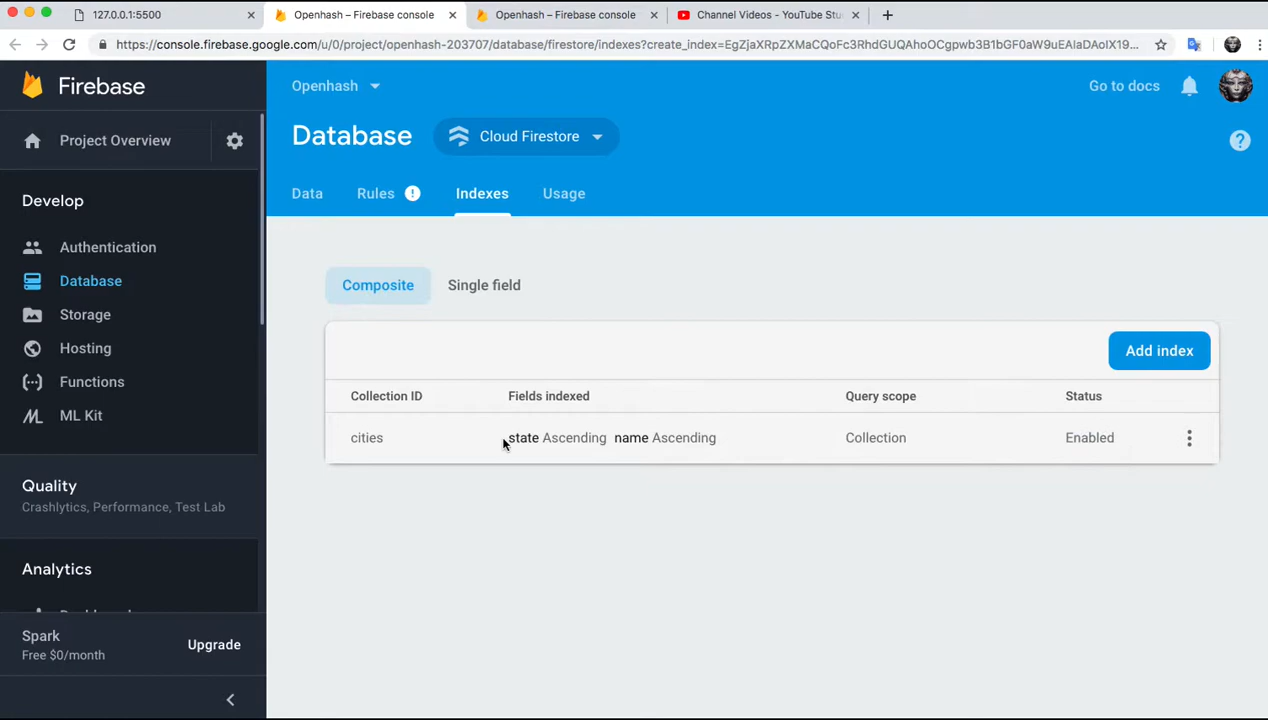 127.0.0.1:5500
Openhash – Firebase console
Openhash – Firebase console
Channel Videos - YouTube Stu
https://console.firebase.google.com/u/0/project/openhash-203707/database/firestore/indexes?create_index=EgZjaXRpZXMaCQoFc3RhdGUQAhoOCgpwb3B1bGF0aW9uEAIaDAoIX19...
Firebase
Openhash
Go to docs
Project Overview
Database
Cloud Firestore
Develop
Data
Rules
Indexes
Usage
Authentication
Database
Storage
Hosting
Functions
ML Kit
Composite
Single field
Add index
Collection ID
Fields indexed
Query scope
Status
cities
state Ascending name Ascending
Collection
Enabled
Quality
Crashlytics, Performance, Test Lab
Analytics
Spark
Free $0/month
Upgrade